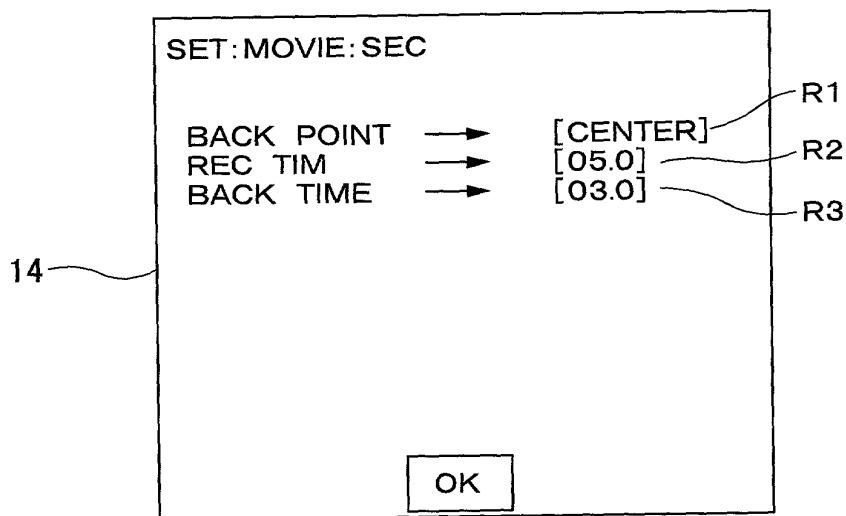 SET:MOVIE:SEC
BACK POINT → [CENTER] R1
REC TIM → [05.0] R2
BACK TIME → [03.0] R3
14
OK